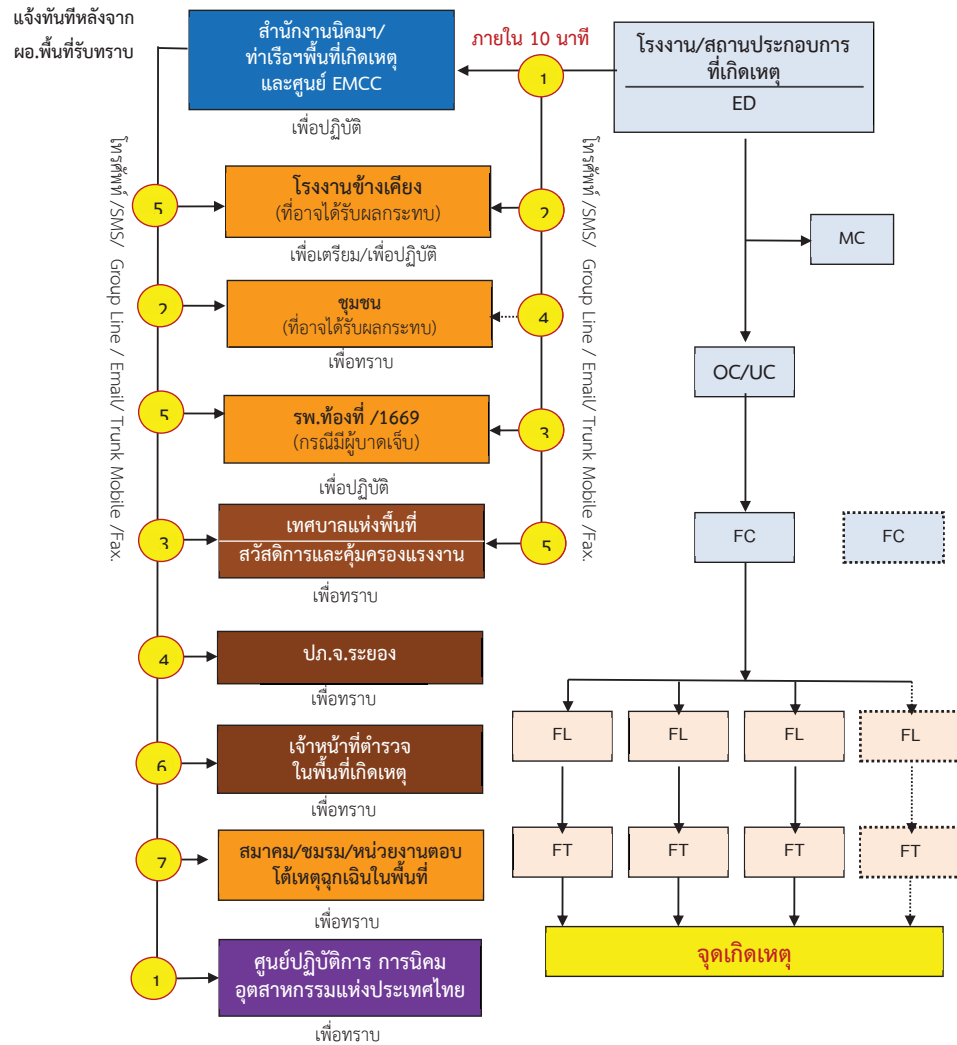 แจ้งทันทีหลังจาก
ผอ.พื้นที่รับทราบ
สำนักงานนิคมฯ/
ท่าเรือฯพื้นที่เกิดเหตุ
และศูนย์ EMCC
เพื่อปฏิบัติ
ภายใน 10 นาที
1
โรงงาน/สถานประกอบการ
ที่เกิดเหตุ
ED
โทรศัพท์ /SMS/ Group Line / Email/ Trunk Mobile /Fax.
โทรศัพท์ /SMS/ Group Line / Email/ Trunk Mobile /Fax.
5
โรงงานข้างเคียง
(ที่อาจได้รับผลกระทบ)
2
เพื่อเตรียม/เพื่อปฏิบัติ
MC
2
ชุมชน
(ที่อาจได้รับผลกระทบ)
4
เพื่อทราบ
OC/UC
5
รพ.ท้องที่ /1669
(กรณีมีผู้บาดเจ็บ)
3
เพื่อปฏิบัติ
3
เทศบาลแห่งพื้นที่
สวัสดิการและคุ้มครองแรงงาน
5
เพื่อทราบ
FC
FC
4
ปภ.จ.ระยอง
เพื่อทราบ
6
เจ้าหน้าที่ตำรวจ
ในพื้นที่เกิดเหตุ
เพื่อทราบ
FL
FL
FL
FL
7
สมาคม/ชมรม/หน่วยงานตอบ
โต้เหตุฉุกเฉินในพื้นที่
เพื่อทราบ
FT
FT
FT
FT
1
ศูนย์ปฏิบัติการ การนิคม
อุตสาหกรรมแห่งประเทศไทย
เพื่อทราบ
จุดเกิดเหตุ